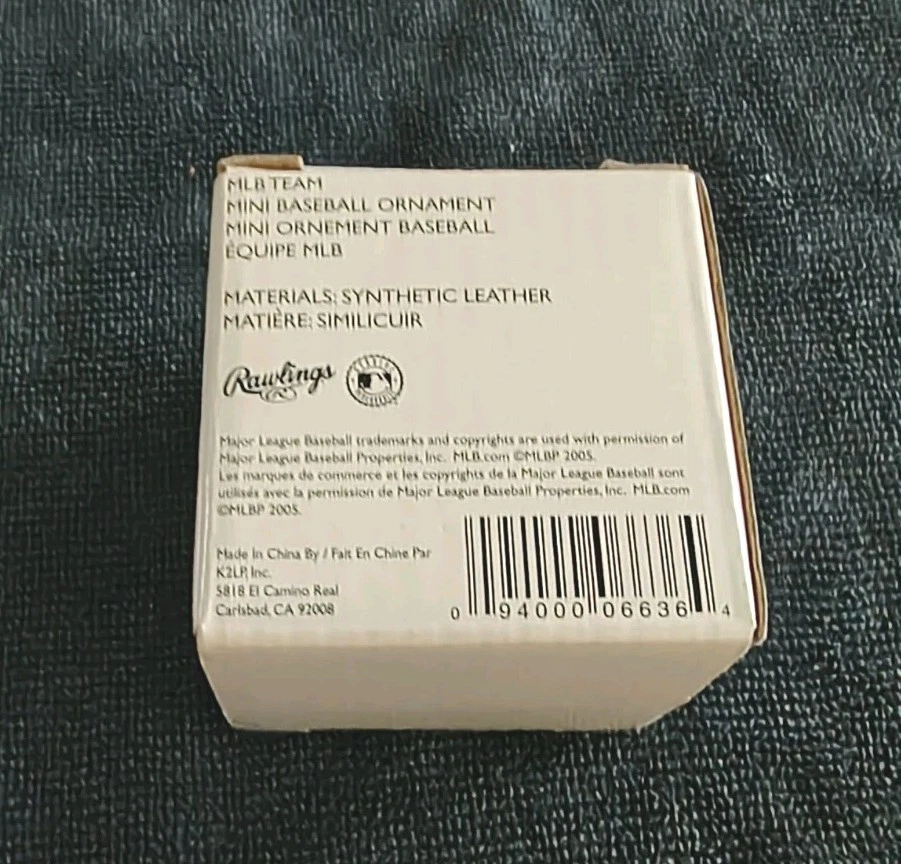 MLB TEAM
MINI BASEBALL ORNAMENT
MINI ORNEMENT BASEBALL
ÉQUIPE MLB
MATERIALS: SYNTHETIC LEATHER
MATIÈRE: SIMILICUIR
Rawlings
Major League Baseball trademarks and copyrights are used with permission of
Major League Baseball Properties, Inc. MLB.com ©MLBP 2005.
Les marques de commerce et les copyrights de la Major League Baseball sont
utilisés avec la permission de Major League Baseball Properties, Inc. MLB.com
©MLBP 2005.
Made In China By / Fait En Chine Par
K2LP, Inc.
5818 El Camino Real
Carlsbad, CA 92008
0 94000 06636 4